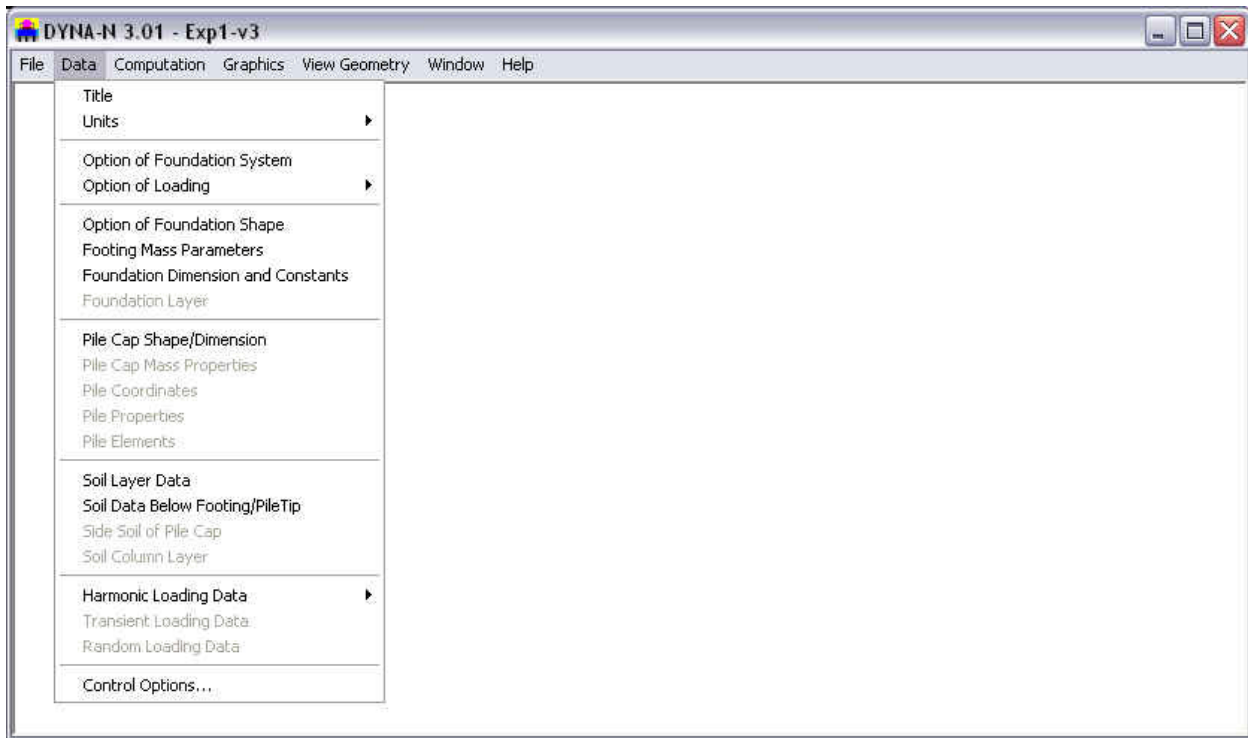 DYNA-N 3.01 - Exp1-v3
File Data Computation Graphics View Geometry Window Help
Title
Units
Option of Foundation System
Option of Loading
Option of Foundation Shape
Footing Mass Parameters
Foundation Dimension and Constants
Foundation Layer
Pile Cap Shape/Dimension
Pile Cap Mass Properties
Pile Coordinates
Pile Properties
Pile Elements
Soil Layer Data
Soil Data Below Footing/PileTip
Side Soil of Pile Cap
Soil Column Layer
Harmonic Loading Data
Transient Loading Data
Random Loading Data
Control Options...